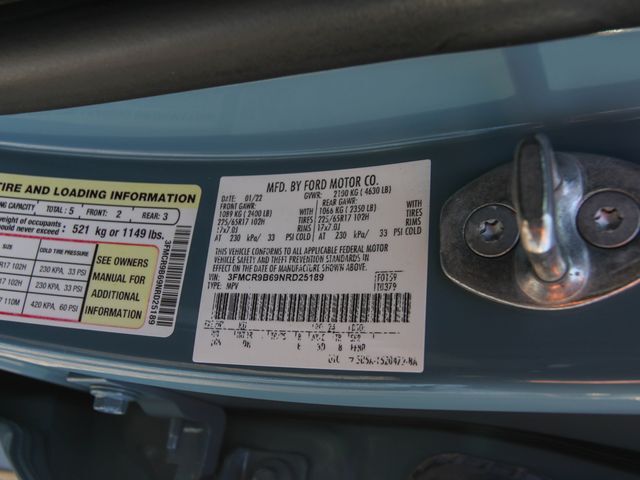 TIRE AND LOADING INFORMATION
NG CAPACITY TOTAL : 5 FRONT: 2 REAR: 3
weight of occupants
never exceed: 521 kg or 1149 lbs.
SIZE COLD TIRE PRESSURE
R17 102H 230 KPA, 33 PSI
R17 102H 230 KPA, 33 PSI
M 420 KPA, 60 PSI
SEE OWNERS
MANUAL FOR
ADDITIONAL
INFORMATION
3FMCR9B69NRD25189
MFD. BY FORD MOTOR CO.
DATE: 01/22 GVWR: 2100 KG ( 4630 LB)
FRONT GAWR: REAR GAWR:
1089 KG (2400 LB) WITH 1066 KG (2350 LB) WITH
225/65R17 102H TIRES 225/65R17 102H TIRES
17x7.0J RIMS 17x7.0J RIMS
AT 230 kPa/ 33 PSI COLD AT 230 kPa/ 33 PSI COLD
THIS VEHICLE CONFORMS TO ALL APPLICABLE FEDERAL MOTOR
VEHICLE SAFETY AND THEFT PREVENTION STANDARDS IN EFFECT
ON THE DATE OF MANUFACTURE SHOWN ABOVE.
VIN: 3FMCR9B69NRD25189 F0159
TYPE: MPV T0379